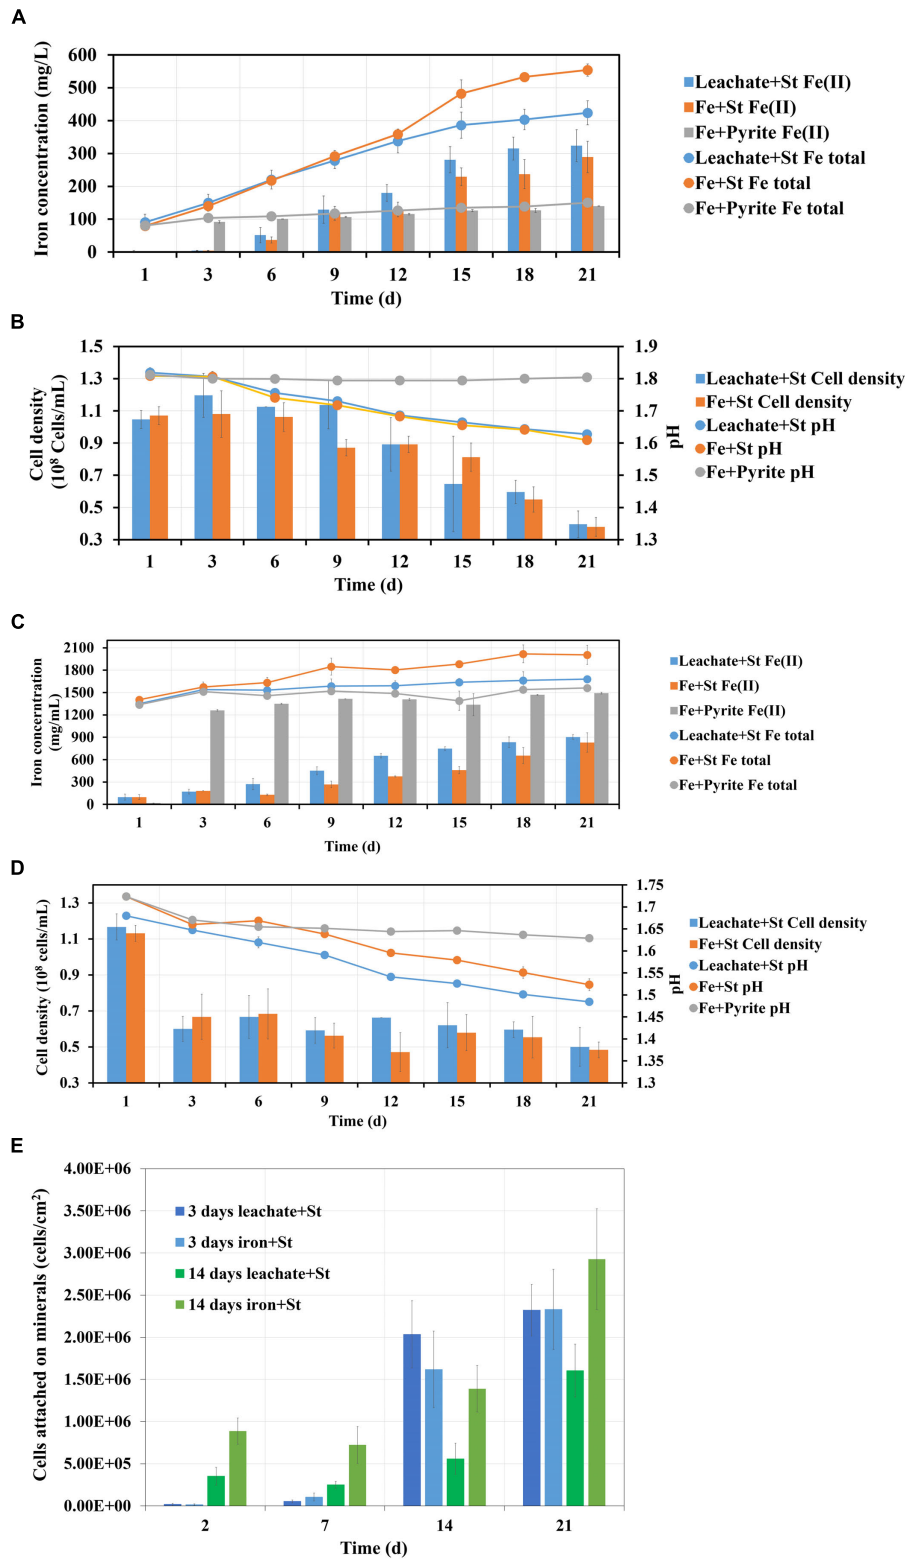 A
Iron concentration (mg/L)
600
500
400
300
200
100
0
1 3 6 9 12 15 18 21
Time (d)
Leachate+St Fe(II)
Fe+St Fe(II)
Fe+Pyrite Fe(II)
Leachate+St Fe total
Fe+St Fe total
Fe+Pyrite Fe total
B
Cell density
(10⁸ Cells/mL)
1.5
1.3
1.1
0.9
0.7
0.5
0.3
1 3 6 9 12 15 18 21
Time (d)
1.9
1.8
1.7
1.6
1.5
1.4
1.3
pH
Leachate+St Cell density
Fe+St Cell density
Leachate+St pH
Fe+St pH
Fe+Pyrite pH
C
Iron concerntration
(mg/mL)
2100
1800
1500
1200
900
600
300
0
1 3 6 9 12 15 18 21
Time (d)
Leachate+St Fe(II)
Fe+St Fe(II)
Fe+Pyrite Fe(II)
Leachate+St Fe total
Fe+St Fe total
Fe+Pyrite Fe total
D
Cell density (10⁸ cells/mL)
1.3
1.1
0.9
0.7
0.5
0.3
1 3 6 9 12 15 18 21
Time (d)
1.75
1.7
1.65
1.6
1.55
1.5
1.45
1.4
1.35
1.3
pH
Leachate+St Cell density
Fe+St Cell density
Leachate+St pH
Fe+St pH
Fe+Pyrite pH
E
Cells attached on minerals (cells/cm²)
4.00E+06
3.50E+06
3.00E+06
2.50E+06
2.00E+06
1.50E+06
1.00E+06
5.00E+05
0.00E+00
3 days leachate+St
3 days iron+St
14 days leachate+St
14 days iron+St
2 7 14 21
Time (d)